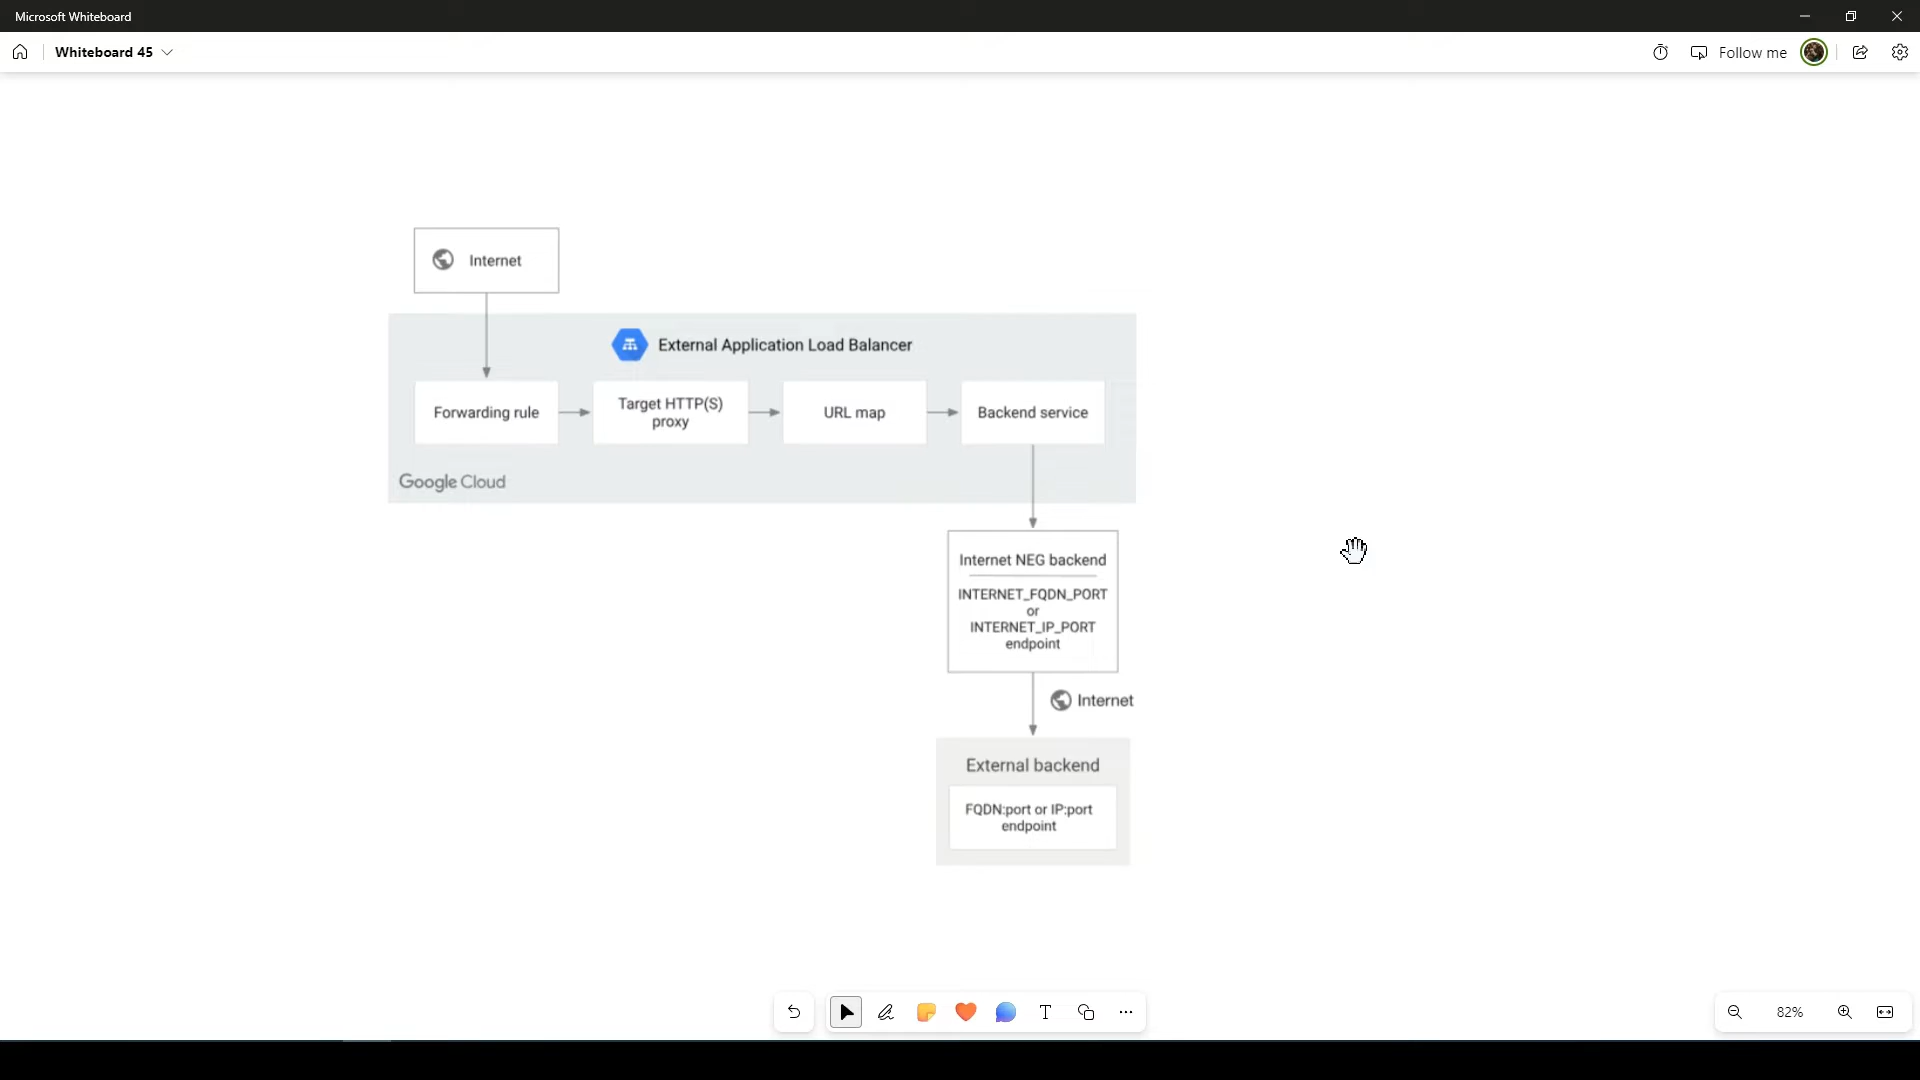 Microsoft Whiteboard
Whiteboard 45
Follow me
Internet
External Application Load Balancer
Forwarding rule
Target HTTP(S)
proxy
URL map
Backend service
Google Cloud
Internet NEG backend
INTERNET_FQDN_PORT
or
INTERNET_IP_PORT
endpoint
Internet
External backend
FQDN:port or IP:port
endpoint
T
82%